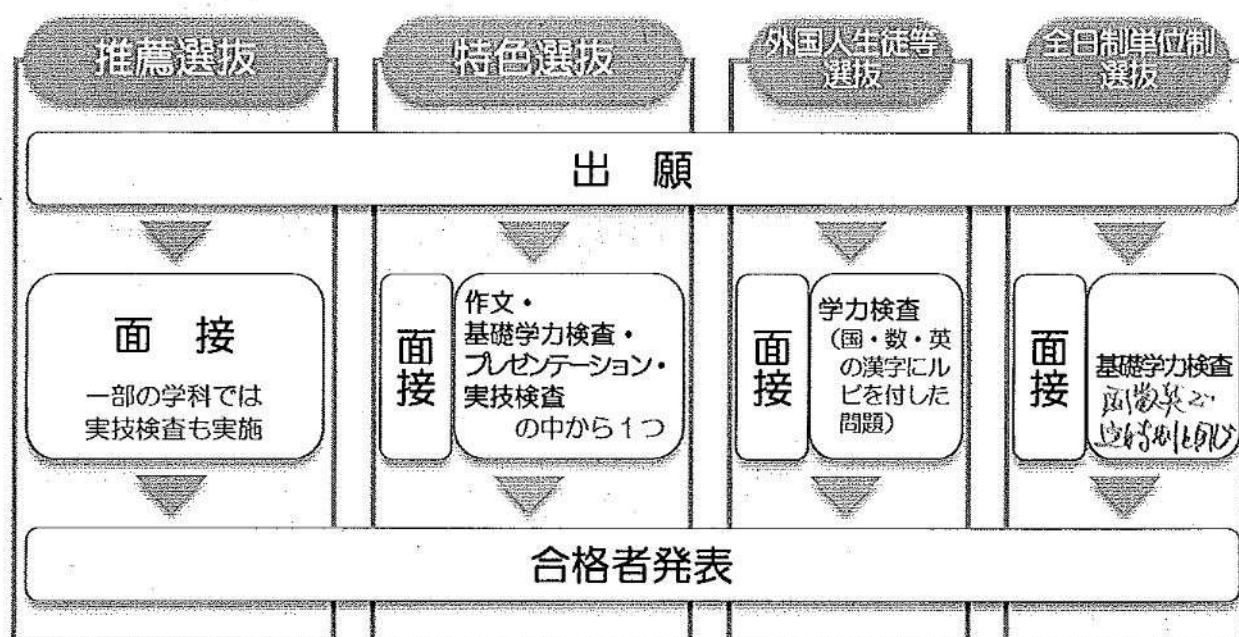 推薦選抜
特色選抜
外国人生徒等
選抜
全日制単位制
選抜
出願
面接
一部の学科では
実技検査も実施
面接
作文・
基礎学力検査・
プレゼンテーション・
実技検査
の中から1つ
面接
学力検査
(国・数・英
の漢字にル
ビを付した
問題)
面接
基礎学力検査
合格者発表